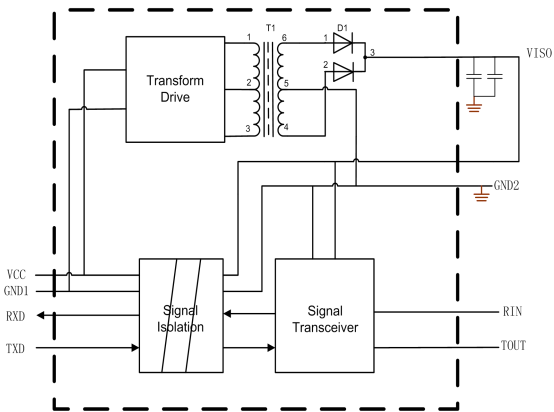 T1
D1
1
6
1
3
VISO
Transform
Drive
2
5
2
3
4
GND2
VCC
GND1
RXD
TXD
Signal
Isolation
Signal
Transceiver
RIN
TOUT